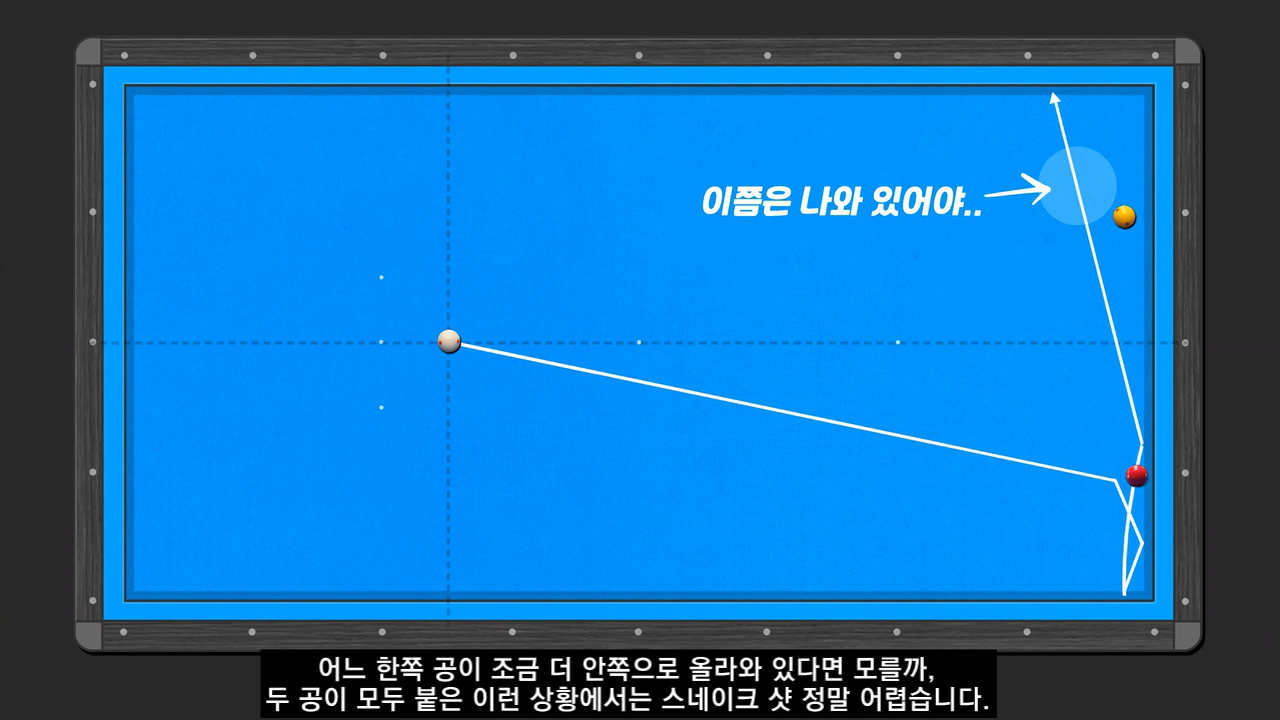 이쯤은 나와 있어야..
어느 한쪽 공이 조금 더 안쪽으로 올라와 있다면 모를까,
두 공이 모두 붙은 이런 상황에서는 스네이크 샷 정말 어렵습니다.